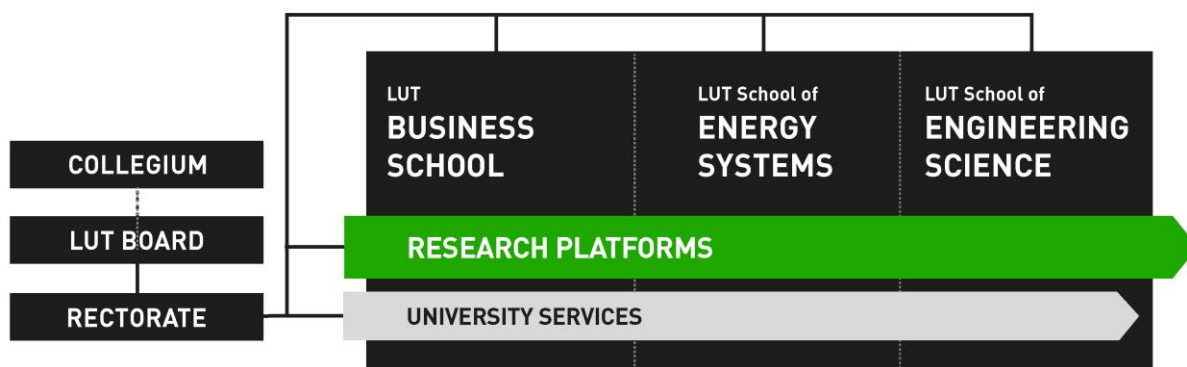 COLLEGIUM
LUT BOARD
RECTORATE
LUT
BUSINESS
SCHOOL
LUT School of
ENERGY
SYSTEMS
LUT School of
ENGINEERING
SCIENCE
RESEARCH PLATFORMS
UNIVERSITY SERVICES